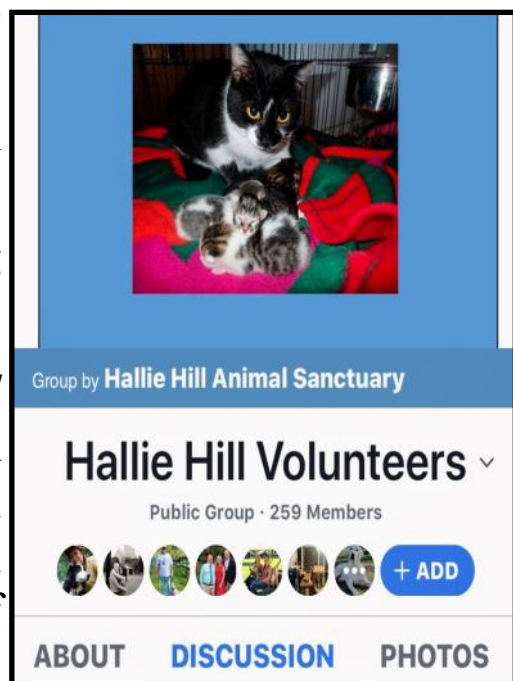 Group by Hallie Hill Animal Sanctuary
Hallie Hill Volunteers
Public Group · 259 Members
+ ADD
ABOUT DISCUSSION PHOTOS